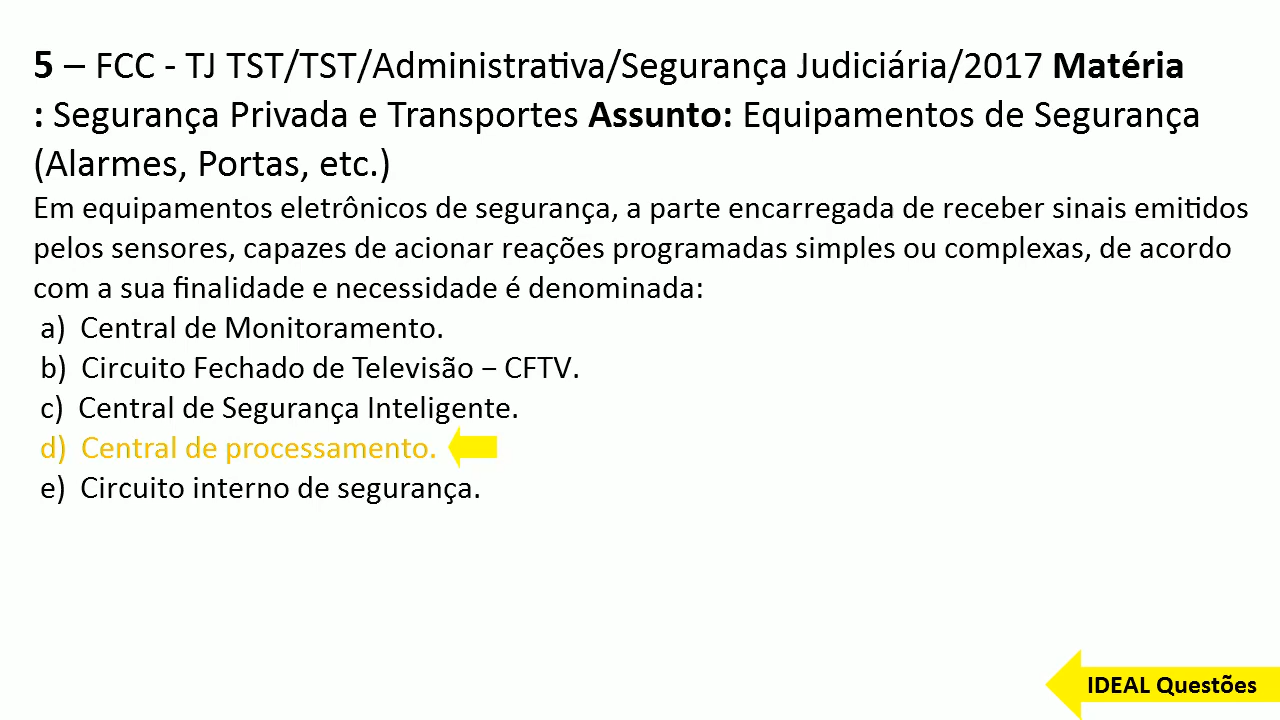 5 – FCC - TJ TST/TST/Administrativa/Segurança Judiciária/2017 Matéria
: Segurança Privada e Transportes Assunto: Equipamentos de Segurança
(Alarmes, Portas, etc.)
Em equipamentos eletrônicos de segurança, a parte encarregada de receber sinais emitidos
pelos sensores, capazes de acionar reações programadas simples ou complexas, de acordo
com a sua finalidade e necessidade é denominada:
a) Central de Monitoramento.
b) Circuito Fechado de Televisão − CFTV.
c) Central de Segurança Inteligente.
d) Central de processamento.
e) Circuito interno de segurança.
IDEAL Questões